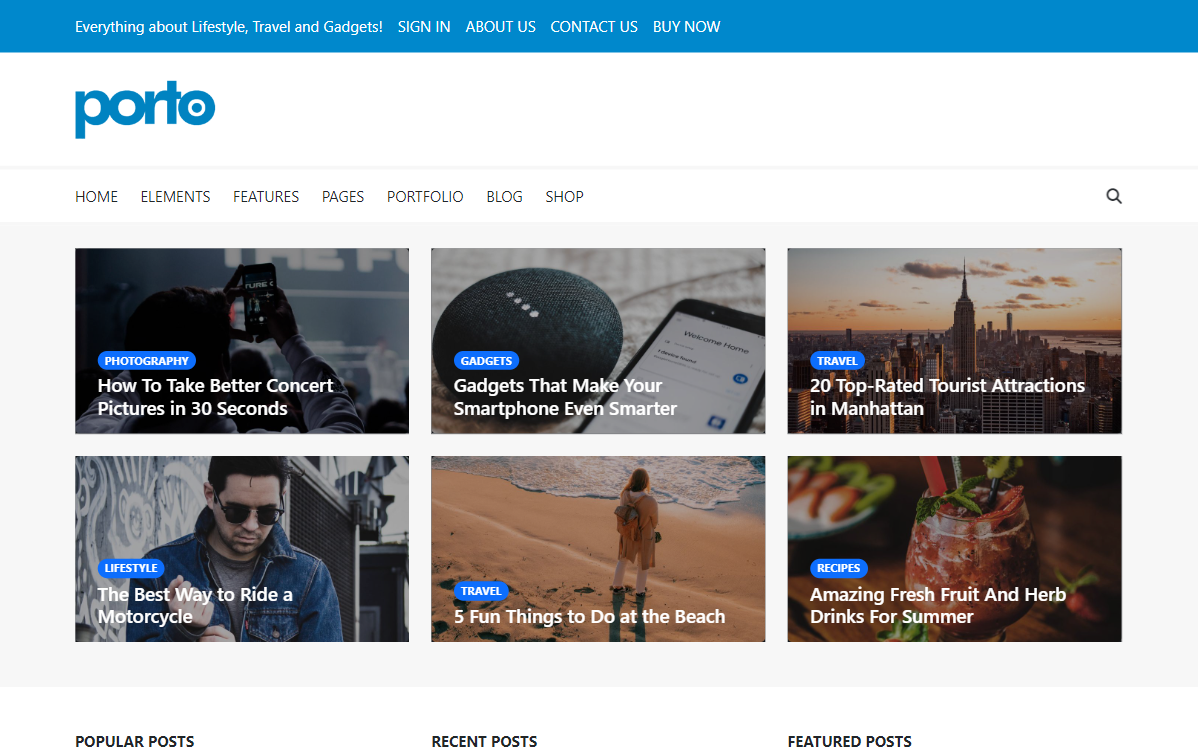 Everything about Lifestyle, Travel and Gadgets! SIGN IN ABOUT US CONTACT US BUY NOW
porto
HOME ELEMENTS FEATURES PAGES PORTFOLIO BLOG SHOP
PHOTOGRAPHY
How To Take Better Concert
Pictures in 30 Seconds
Welcome Home
GADGETS
Gadgets That Make Your
Smartphone Even Smarter
TRAVEL
20 Top-Rated Tourist Attractions
in Manhattan
LIFESTYLE
The Best Way to Ride a
Motorcycle
TRAVEL
5 Fun Things to Do at the Beach
RECIPES
Amazing Fresh Fruit And Herb
Drinks For Summer
POPULAR POSTS
RECENT POSTS
FEATURED POSTS